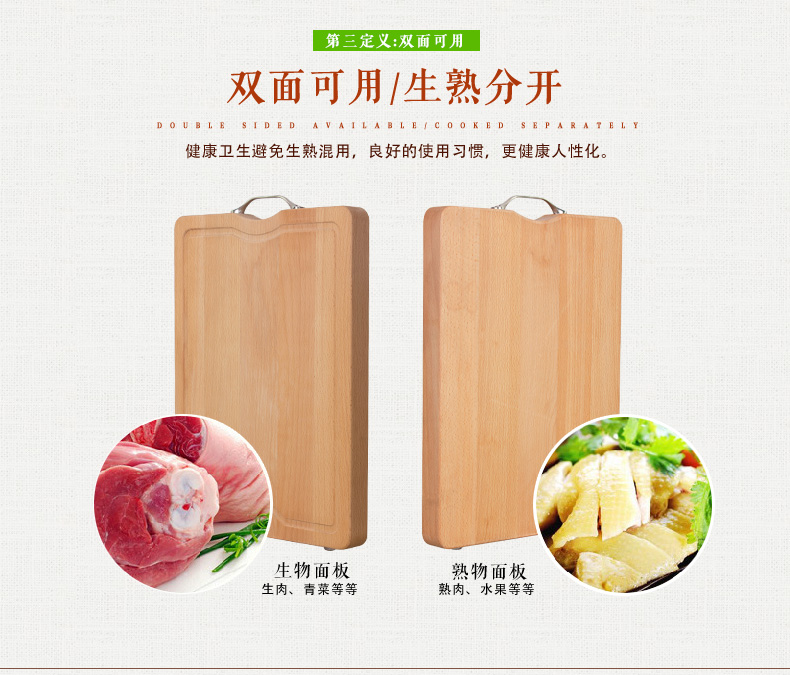 第三定义:双面可用
双面可用/生熟分开
DOUBLE SIDED AVAILABLE/COOKED SEPARATELY
健康卫生避免生熟混用，良好的使用习惯，更健康人性化。
生物面板
生肉、青菜等等
熟物面板
熟肉、水果等等